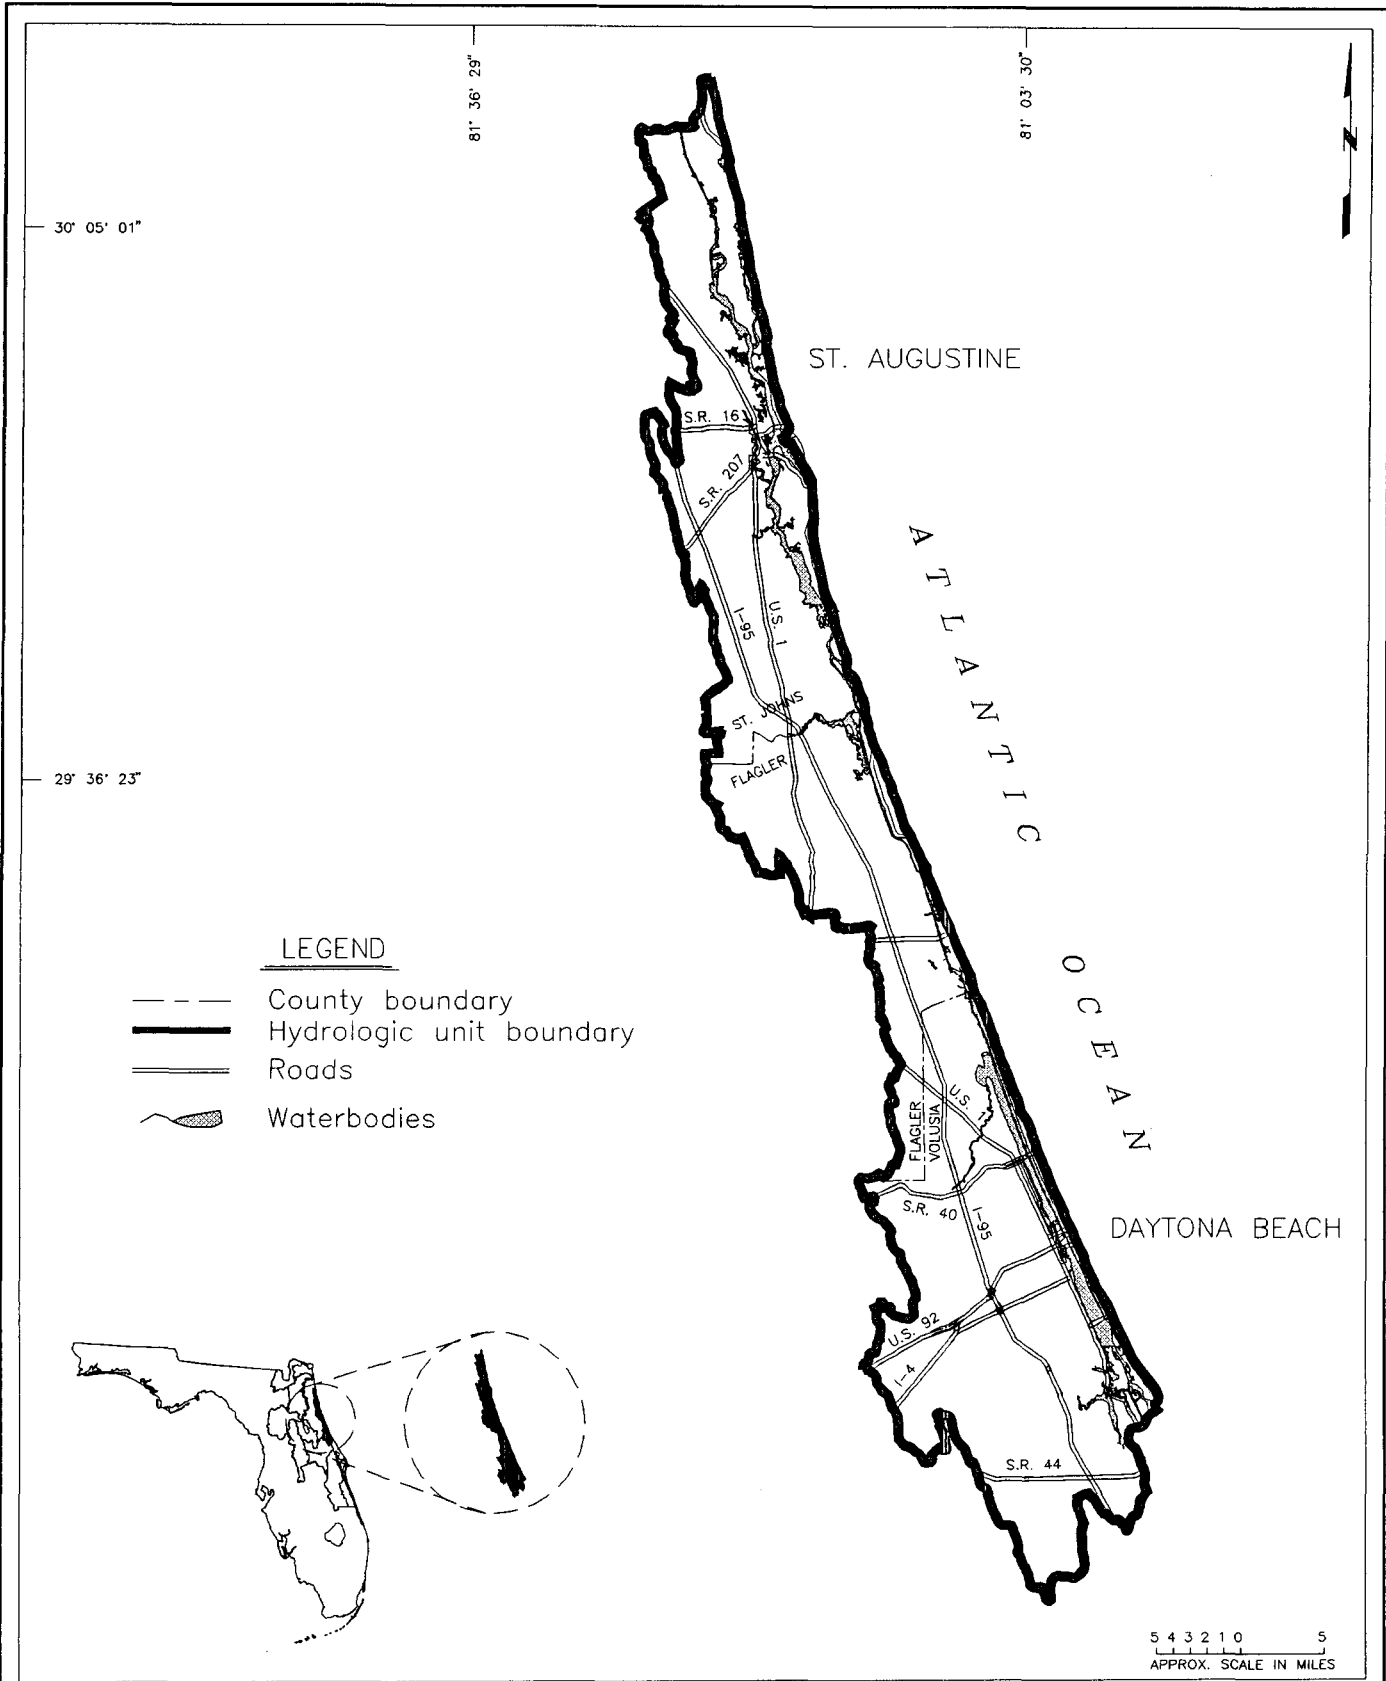 81° 36' 29"
81° 03' 30"
N
30° 05' 01"
ST. AUGUSTINE
S.R. 16
S.R. 207
ATLANTIC
I-95
U.S. 1
ST. JOHNS
FLAGLER
29° 36' 23"
LEGEND
County boundary
Hydrologic unit boundary
Roads
Waterbodies
OCEAN
U.S. 1
FLAGLER
VOLUSIA
S.R. 40
I-95
DAYTONA BEACH
U.S. 92
I-4
S.R. 44
5 4 3 2 1 0 5
APPROX. SCALE IN MILES